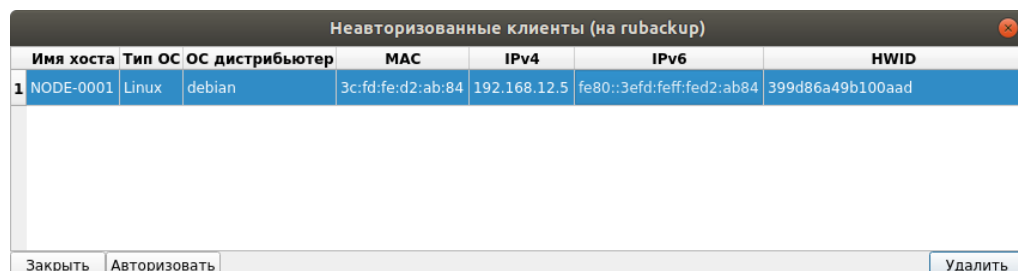 Неавторизованные клиенты (на rubackup)
Имя хоста Тип ОС ОС дистрибьютер MAC IPv4 IPv6 HWID
1 NODE-0001 Linux debian 3c:fd:fe:d2:ab:84 192.168.12.5 fe80::3efd:feff:fed2:ab84 399d86a49b100aad
Закрыть Авторизовать Удалить